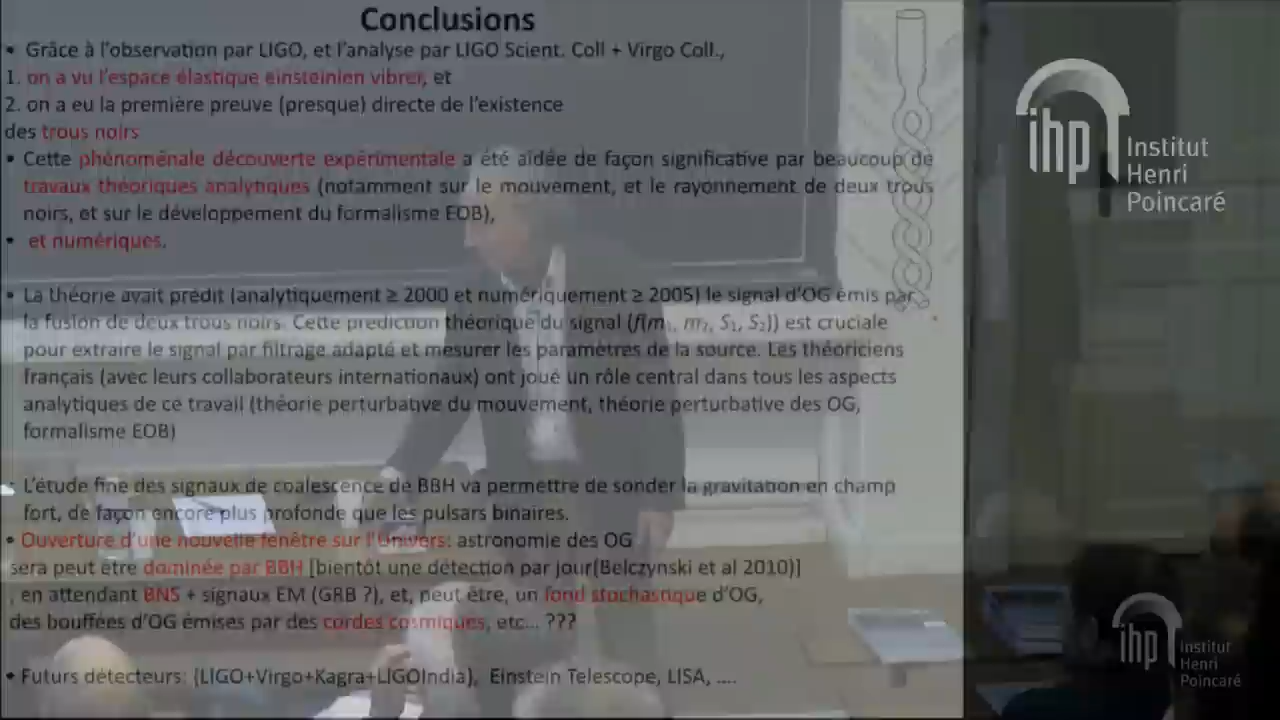 Conclusions
• Grâce à l'observation par LIGO, et l'analyse par LIGO Scient. Coll + Virgo Coll.,
1. on a vu l'espace élastique einsteinien vibrer, et
2. on a eu la première preuve (presque) directe de l'existence
des trous noirs
• Cette phénoménale découverte expérimentale a été aidée de façon significative par beaucoup de
travaux théoriques analytiques (notamment sur le mouvement, et le rayonnement de deux trous
noirs, et sur le développement du formalisme EOB),
• et numériques.
• La théorie avait prédit (analytiquement ≥ 2000 et numériquement ≥ 2005) le signal d'OG émis par
la fusion de deux trous noirs. Cette prediction théorique du signal (f(m₁, m₂, S₁, S₂)) est cruciale
pour extraire le signal par filtrage adapté et mesurer les paramètres de la source. Les théoriciens
français (avec leurs collaborateurs internationaux) ont joué un rôle central dans tous les aspects
analytiques de ce travail (théorie perturbative du mouvement, théorie perturbative des OG,
formalisme EOB)
• L'étude fine des signaux de coalescence de BBH va permettre de sonder la gravitation en champ
fort, de façon encore plus profonde que les pulsars binaires.
• Ouverture d'une nouvelle fenêtre sur l'Univers: astronomie des OG
sera peut être dominée par BBH [bientôt une détection par jour(Belczynski et al 2010)]
, en attendant BNS + signaux EM (GRB ?), et, peut être, un fond stochastique d'OG,
des bouffées d'OG émises par des cordes cosmiques, etc... ???
• Futurs détecteurs: (LIGO+Virgo+Kagra+LIGOIndia), Einstein Telescope, LISA, ....
ihp Institut
Henri
Poincaré
ihp Institut
Henri
Poincaré